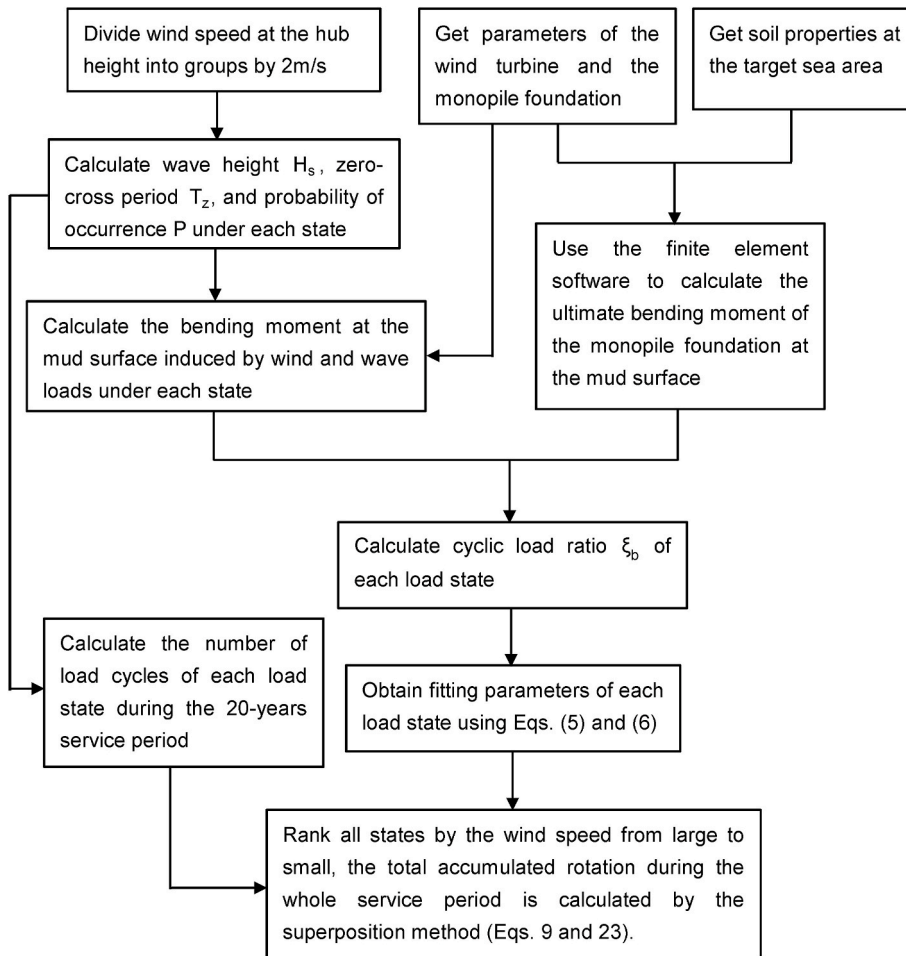 Divide wind speed at the hub
height into groups by 2m/s
Get parameters of the
wind turbine and the
monopile foundation
Get soil properties at
the target sea area
Calculate wave height Hₛ, zero-
cross period T_z, and probability of
occurrence P under each state
Use the finite element
software to calculate the
ultimate bending moment of
the monopile foundation at
the mud surface
Calculate the bending moment at the
mud surface induced by wind and wave
loads under each state
Calculate cyclic load ratio ξ_b of
each load state
Calculate the number of
load cycles of each load
state during the 20-years
service period
Obtain fitting parameters of each
load state using Eqs. (5) and (6)
Rank all states by the wind speed from large to
small, the total accumulated rotation during the
whole service period is calculated by the
superposition method (Eqs. 9 and 23).